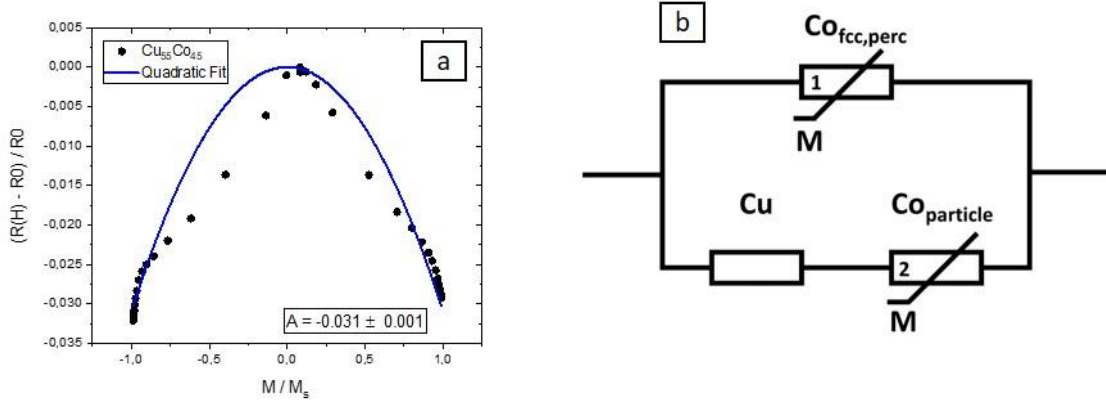 a
Cu55Co45
Quadratic Fit
0,005
0,000
-0,005
-0,010
-0,015
-0,020
-0,025
-0,030
-0,035
(R(H) - R0) / R0
A = -0.031 ± 0.001
-1,0
-0,5
0,0
0,5
1,0
M / Ms
b
Cofcc,perc
1
M
Cu
Coparticle
2
M